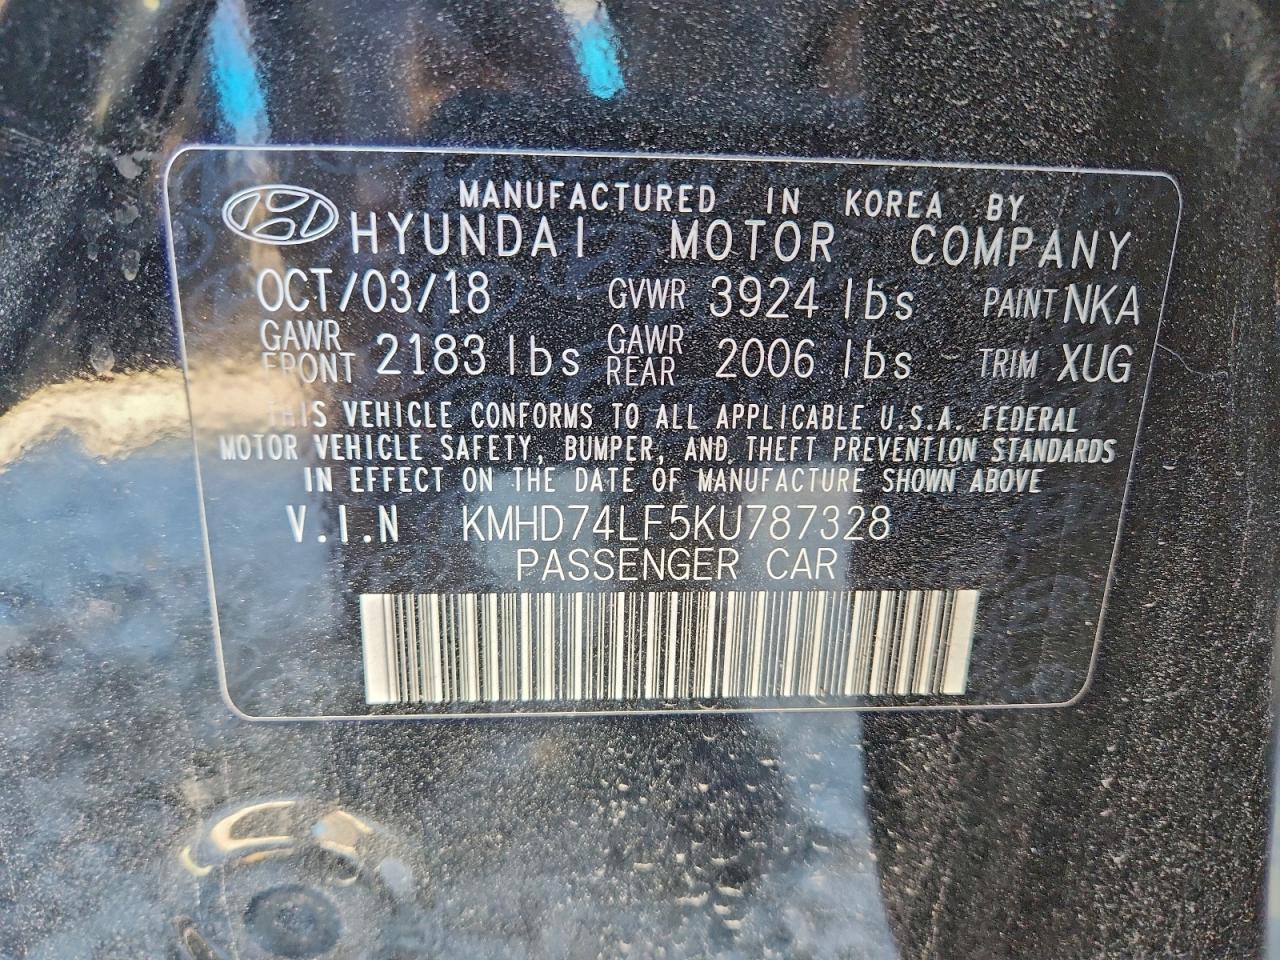 MANUFACTURED IN KOREA BY
HYUNDAI MOTOR COMPANY
OCT/03/18 GVWR 3924 lbs PAINT NKA
GAWR FRONT 2183 lbs GAWR REAR 2006 lbs TRIM XUG
THIS VEHICLE CONFORMS TO ALL APPLICABLE U.S.A. FEDERAL
MOTOR VEHICLE SAFETY, BUMPER, AND THEFT PREVENTION STANDARDS
IN EFFECT ON THE DATE OF MANUFACTURE SHOWN ABOVE
V.I.N KMHD74LF5KU787328
PASSENGER CAR